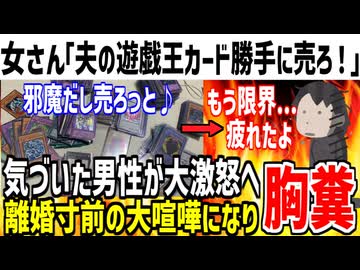 女さん「夫の遊戯王カード勝手に売ろ！」
邪魔だし売ろっと♪
もう限界...
疲れたよ
気づいた男性が大激怒へ
離婚寸前の大喧嘩になり
胸糞